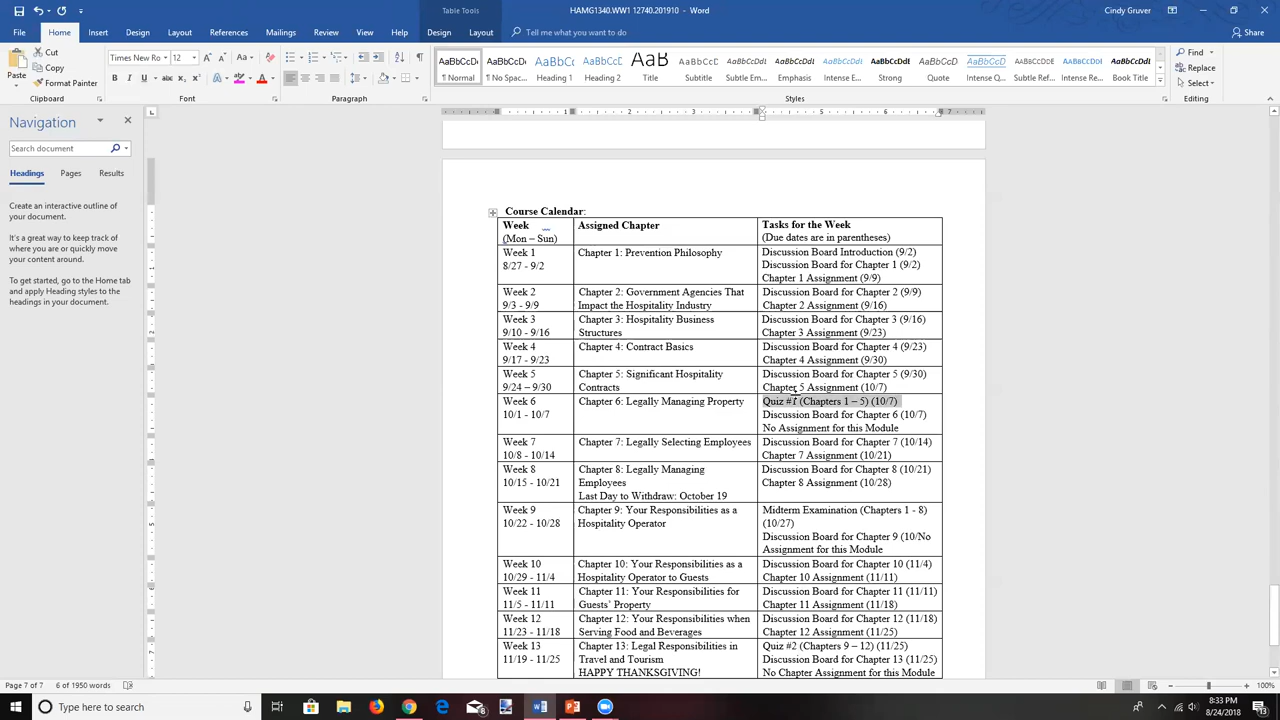 Table Tools
HAMG1340.WW1 12740.201910 - Word
Cindy Gruver
File Home Insert Draw Design Layout References Mailings Review View Help Design Layout Tell me what you want to do Share
Paste
Cut
Copy
Format Painter
Clipboard
Times New Ro 12
Font
Paragraph
AaBbCcDc AaBbCcDc AaBbC( AaBbCcI AaB AaBbCcD AaBbCcDc AaBbCcDc AaBbCcDc AaBbCcDc AaBbCcDc AaBbCcDc AaBbCcDc AaBbCcDc AaBbCcDc
¶ Normal ¶ No Spac... Heading 1 Heading 2 Title Subtitle Subtle Em... Emphasis Intense E... Strong Quote Intense Q... Subtle Ref... Intense Re... Book Title
Styles
Find
Replace
Select
Editing
Navigation
Search document
Headings Pages Results
Create an interactive outline of
your document.
It's a great way to keep track of
where you are or quickly move
your content around.
To get started, go to the Home tab
and apply Heading styles to the
headings in your document.
Course Calendar:
Week
(Mon – Sun)
Assigned Chapter
Tasks for the Week
(Due dates are in parentheses)
Week 1
8/27 - 9/2
Chapter 1: Prevention Philosophy
Discussion Board Introduction (9/2)
Discussion Board for Chapter 1 (9/2)
Chapter 1 Assignment (9/9)
Week 2
9/3 - 9/9
Chapter 2: Government Agencies That
Impact the Hospitality Industry
Discussion Board for Chapter 2 (9/9)
Chapter 2 Assignment (9/16)
Week 3
9/10 - 9/16
Chapter 3: Hospitality Business
Structures
Discussion Board for Chapter 3 (9/16)
Chapter 3 Assignment (9/23)
Week 4
9/17 - 9/23
Chapter 4: Contract Basics
Discussion Board for Chapter 4 (9/23)
Chapter 4 Assignment (9/30)
Week 5
9/24 – 9/30
Chapter 5: Significant Hospitality
Contracts
Discussion Board for Chapter 5 (9/30)
Chapter 5 Assignment (10/7)
Week 6
10/1 - 10/7
Chapter 6: Legally Managing Property
Quiz #1 (Chapters 1 – 5) (10/7)
Discussion Board for Chapter 6 (10/7)
No Assignment for this Module
Week 7
10/8 - 10/14
Chapter 7: Legally Selecting Employees
Discussion Board for Chapter 7 (10/14)
Chapter 7 Assignment (10/21)
Week 8
10/15 - 10/21
Chapter 8: Legally Managing
Employees
Last Day to Withdraw: October 19
Discussion Board for Chapter 8 (10/21)
Chapter 8 Assignment (10/28)
Week 9
10/22 - 10/28
Chapter 9: Your Responsibilities as a
Hospitality Operator
Midterm Examination (Chapters 1 - 8)
(10/27)
Discussion Board for Chapter 9 (10/No
Assignment for this Module
Week 10
10/29 - 11/4
Chapter 10: Your Responsibilities as a
Hospitality Operator to Guests
Discussion Board for Chapter 10 (11/4)
Chapter 10 Assignment (11/11)
Week 11
11/5 - 11/11
Chapter 11: Your Responsibilities for
Guests' Property
Discussion Board for Chapter 11 (11/11)
Chapter 11 Assignment (11/18)
Week 12
11/23 - 11/18
Chapter 12: Your Responsibilities when
Serving Food and Beverages
Discussion Board for Chapter 12 (11/18)
Chapter 12 Assignment (11/25)
Week 13
11/19 - 11/25
Chapter 13: Legal Responsibilities in
Travel and Tourism
HAPPY THANKSGIVING!
Quiz #2 (Chapters 9 – 12) (11/25)
Discussion Board for Chapter 13 (11/25)
No Chapter Assignment for this Module
Page 7 of 7 6 of 1950 words
100%
Type here to search
8:33 PM
8/24/2018